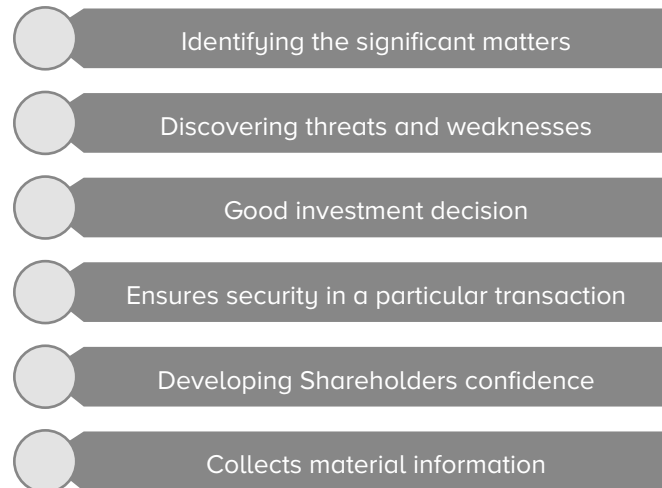 Identifying the significant matters
Discovering threats and weaknesses
Good investment decision
Ensures security in a particular transaction
Developing Shareholders confidence
Collects material information